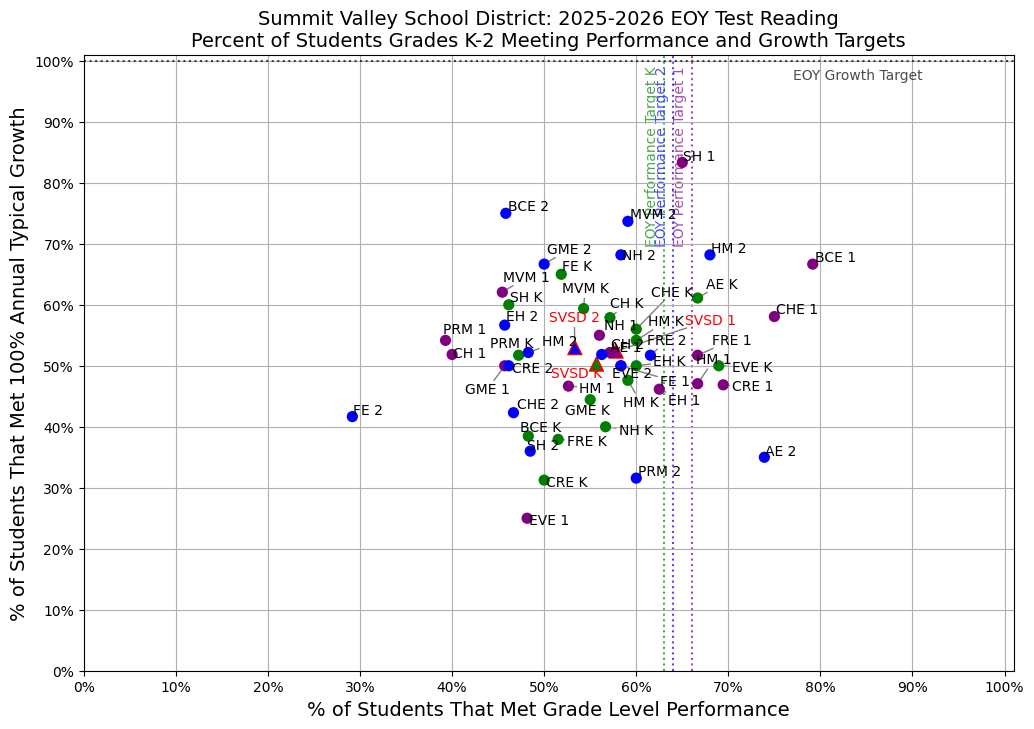 Summit Valley School District: 2025-2026 EOY Test Reading
Percent of Students Grades K-2 Meeting Performance and Growth Targets
% of Students That Met 100% Annual Typical Growth
100%
90%
80%
70%
60%
50%
40%
30%
20%
10%
0%
EOY Growth Target
EOY Performance Target K
EOY Performance Target 2
EOY Performance Target 1
SH 1
BCE 2
MVM 2
GME 2
NH 2
HM 2
BCE 1
FE K
MVM 1
MVM K
AE K
SH K
CH K
CHE K
EH 2
SVSD 2
NH 1
HM K
SVSD 1
CHE 1
PRM 1
CH 1
PRM K
HM 2
CH 2
AE 1
FRE 2
FRE 1
CRE 2
SVSD K
EVE 2
EH K
HM 1
EVE K
GME 1
HM 1
FE 1
CRE 1
GME K
HM K
EH 1
FE 2
CHE 2
BCE K
NH K
SH 2
FRE K
AE 2
CRE K
PRM 2
EVE 1
0%
10%
20%
30%
40%
50%
60%
70%
80%
90%
100%
% of Students That Met Grade Level Performance